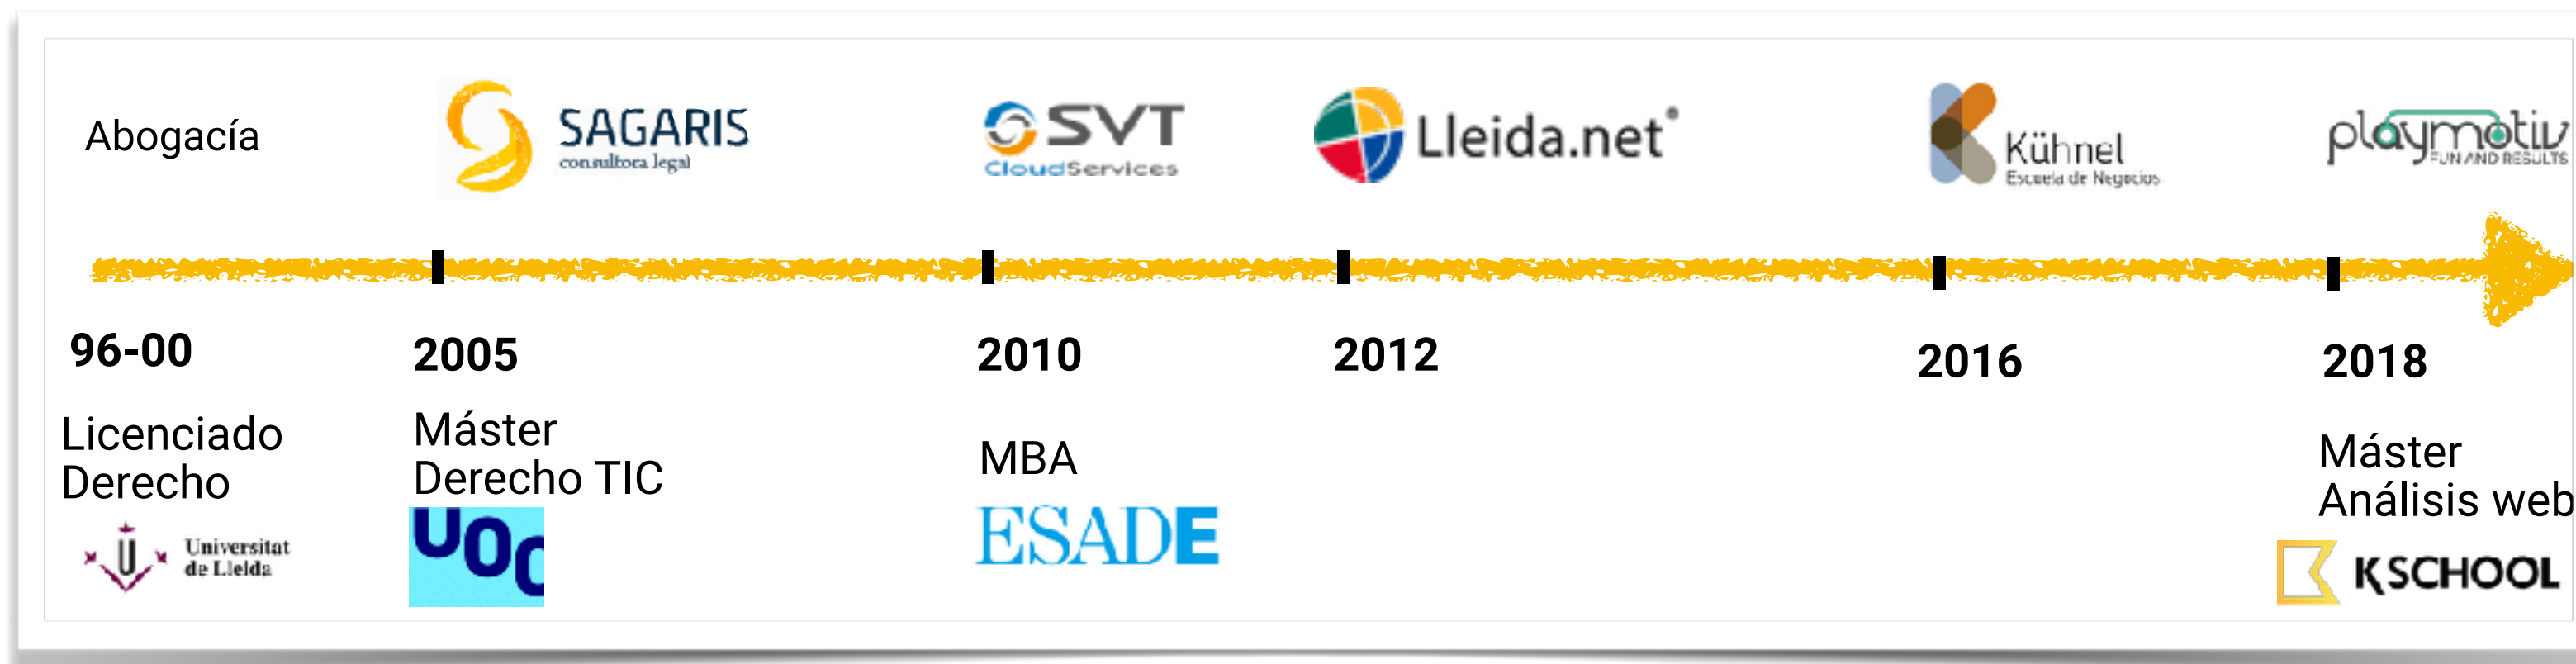 Abogacía
SAGARIS
consultora legal
SVT
CloudServices
Lleida.net
Kühnel
Escuela de Negocios
playmotiv
FUN AND RESULTS
96-00
2005
2010
2012
2016
2018
Licenciado
Derecho
Universitat
de Lleida
Máster
Derecho TIC
UOC
MBA
ESADE
Máster
Análisis web
KSCHOOL